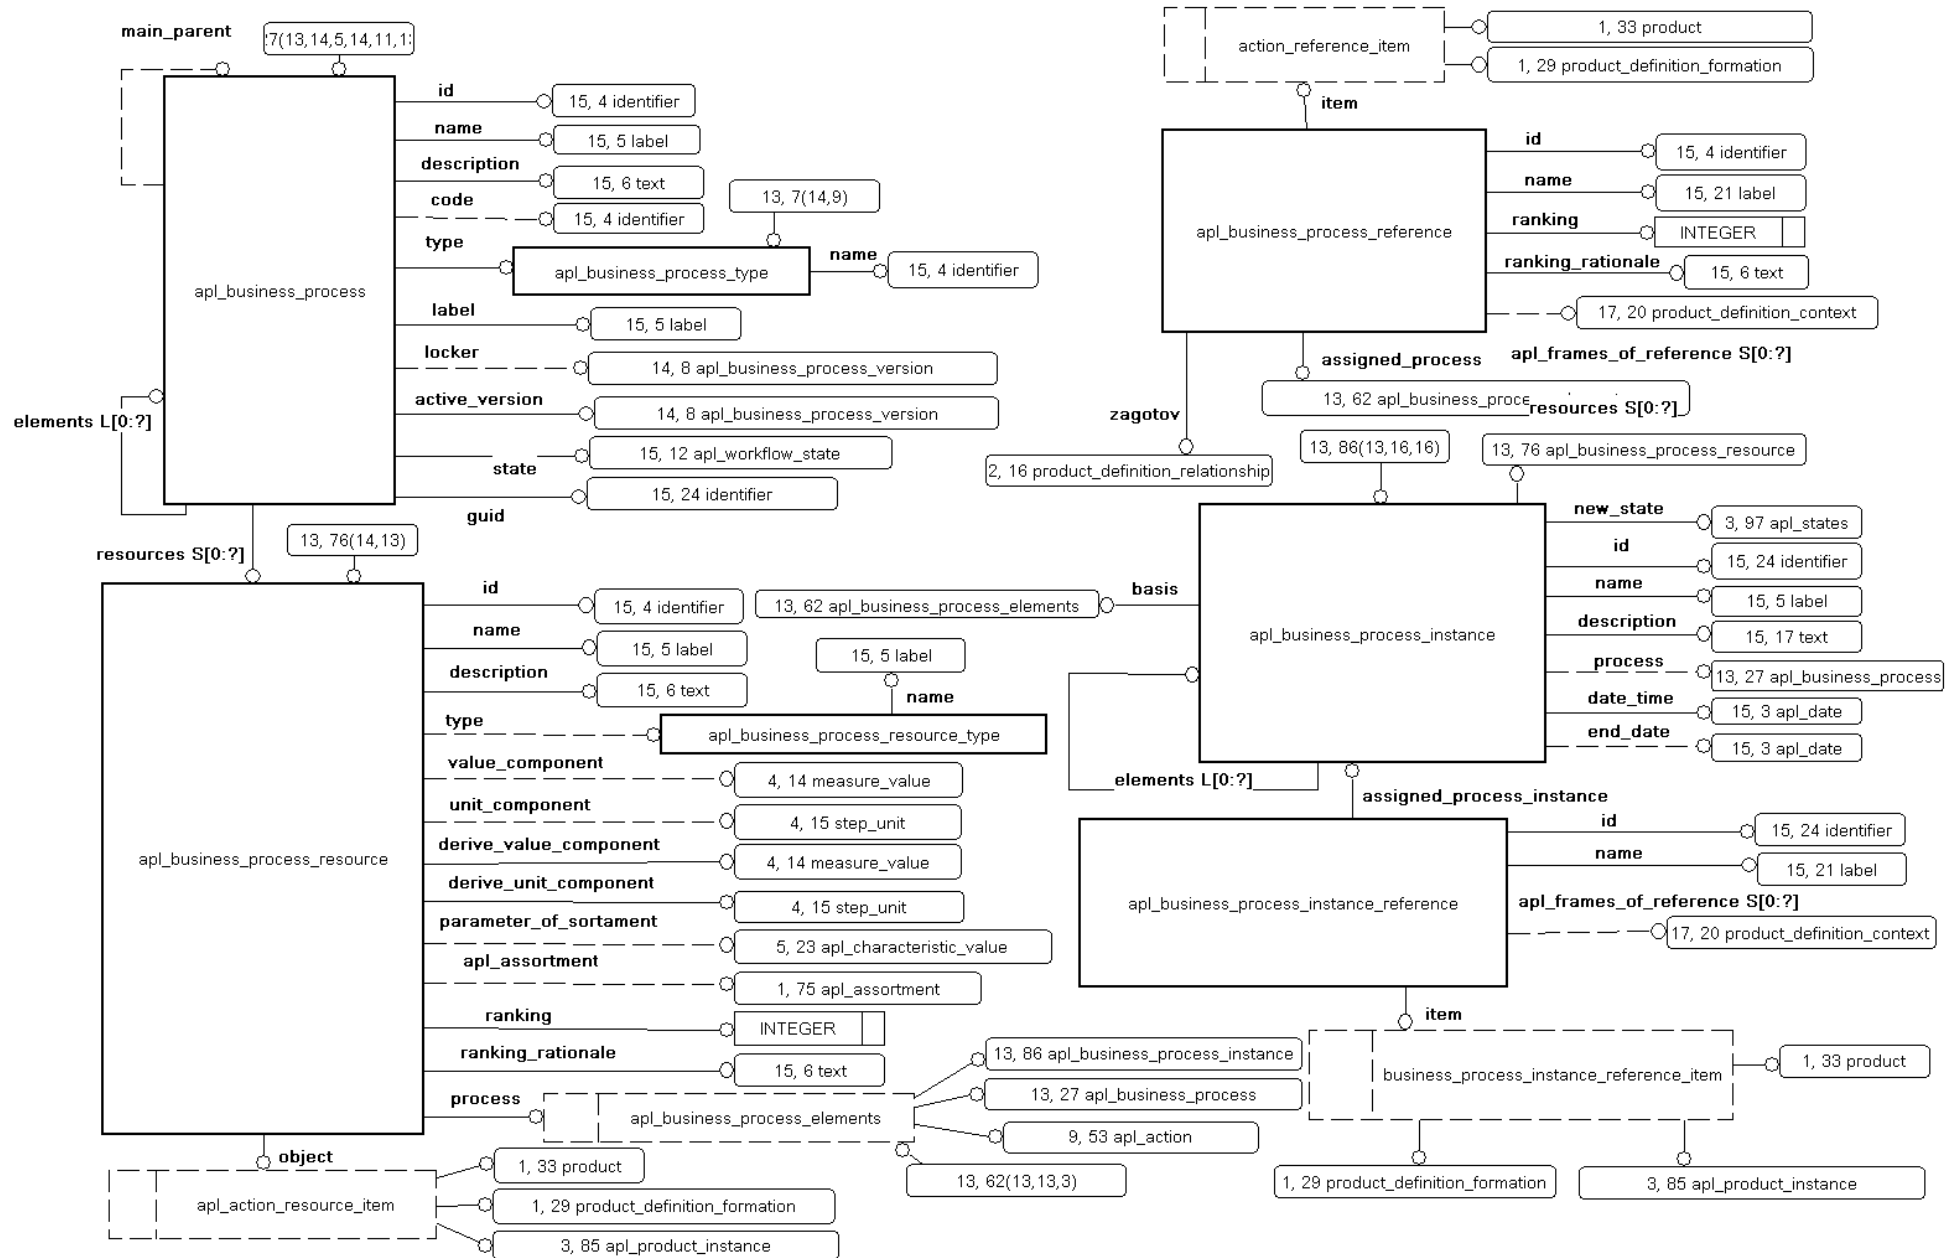 main_parent
27(13,14,5,14,11,13
apl_business_process
id
15, 4 identifier
name
15, 5 label
description
15, 6 text
code
15, 4 identifier
type
apl_business_process_type
13, 7(14,9)
name
15, 4 identifier
label
15, 5 label
locker
14, 8 apl_business_process_version
active_version
14, 8 apl_business_process_version
state
15, 12 apl_workflow_state
guid
15, 24 identifier
elements L[0:?]
resources S[0:?]
13, 76(14,13)
apl_business_process_resource
id
15, 4 identifier
name
15, 5 label
description
15, 6 text
type
apl_business_process_resource_type
name
15, 5 label
value_component
4, 14 measure_value
unit_component
4, 15 step_unit
derive_value_component
4, 14 measure_value
derive_unit_component
4, 15 step_unit
parameter_of_sortament
5, 23 apl_characteristic_value
apl_assortment
1, 75 apl_assortment
ranking
INTEGER
ranking_rationale
15, 6 text
process
apl_business_process_elements
13, 86 apl_business_process_instance
13, 27 apl_business_process
9, 53 apl_action
13, 62(13,13,3)
object
apl_action_resource_item
1, 33 product
1, 29 product_definition_formation
3, 85 apl_product_instance
action_reference_item
1, 33 product
1, 29 product_definition_formation
item
apl_business_process_reference
id
15, 4 identifier
name
15, 21 label
ranking
INTEGER
ranking_rationale
15, 6 text
17, 20 product_definition_context
apl_frames_of_reference S[0:?]
assigned_process
13, 62 apl_business_proce
zagotov
2, 16 product_definition_relationship
resources S[0:?]
13, 86(13,16,16)
13, 76 apl_business_process_resource
apl_business_process_instance
basis
13, 62 apl_business_process_elements
new_state
3, 97 apl_states
id
15, 24 identifier
name
15, 5 label
description
15, 17 text
process
13, 27 apl_business_process
date_time
15, 3 apl_date
end_date
15, 3 apl_date
elements L[0:?]
assigned_process_instance
apl_business_process_instance_reference
id
15, 24 identifier
name
15, 21 label
apl_frames_of_reference S[0:?]
17, 20 product_definition_context
item
business_process_instance_reference_item
1, 33 product
1, 29 product_definition_formation
3, 85 apl_product_instance